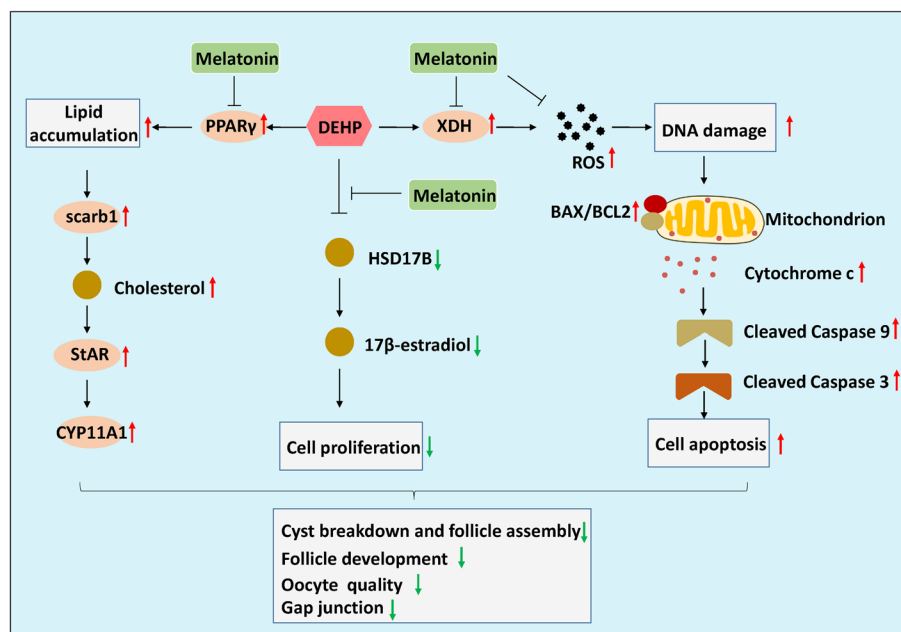 Melatonin
Melatonin
Lipid
accumulation
PPARγ
DEHP
XDH
ROS
DNA damage
Melatonin
scarb1
BAX/BCL2
Mitochondrion
HSD17B
Cholesterol
Cytochrome c
StAR
17β-estradiol
Cleaved Caspase 9
Cleaved Caspase 3
CYP11A1
Cell proliferation
Cell apoptosis
Cyst breakdown and follicle assembly
Follicle development
Oocyte quality
Gap junction